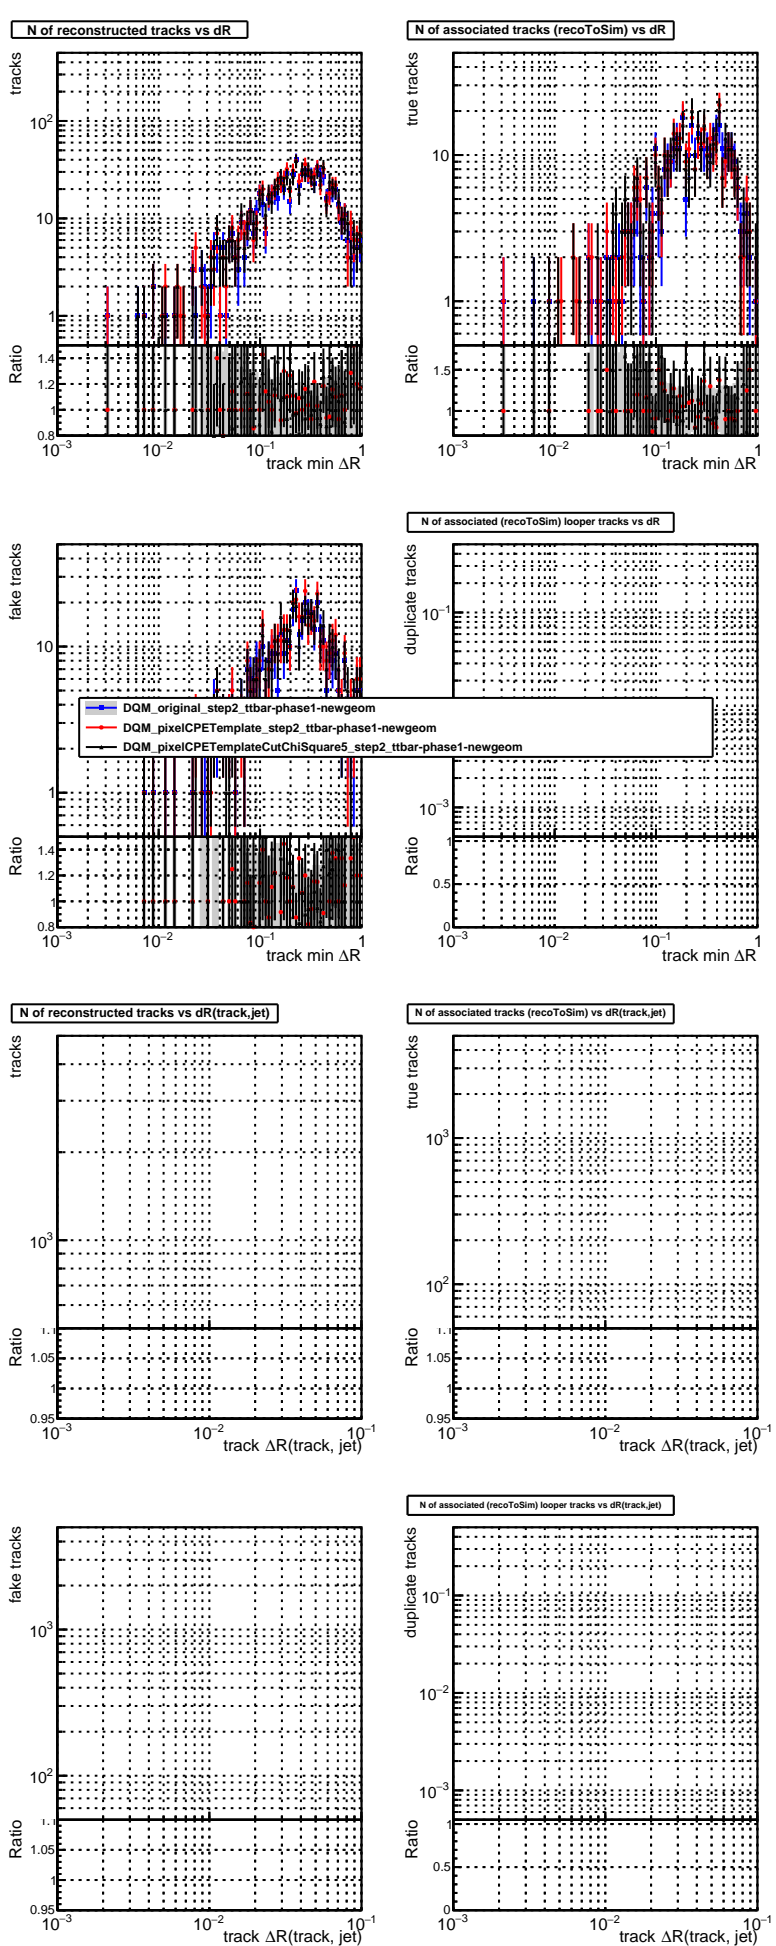 N of reconstructed tracks vs dR
tracks
10²
10
1
Ratio
1.4
1.2
1
0.8
10⁻³ 10⁻² 10⁻¹ 1
track min ΔR
N of associated tracks (recoToSim) vs dR
true tracks
10
1
Ratio
1.5
1
10⁻³ 10⁻² 10⁻¹ 1
track min ΔR
fake tracks
10
1
Ratio
1.4
1.2
1
0.8
10⁻³ 10⁻² 10⁻¹ 1
track min ΔR
N of associated (recoToSim) looper tracks vs dR
duplicate tracks
10⁻¹
10⁻³
Ratio
1
0.5
0
10⁻³ 10⁻² 10⁻¹ 1
track min ΔR
DQM_original_step2_ttbar-phase1-newgeom
DQM_pixelCPETemplate_step2_ttbar-phase1-newgeom
DQM_pixelCPETemplateCutChiSquare5_step2_ttbar-phase1-newgeom
N of reconstructed tracks vs dR(track,jet)
tracks
10³
Ratio
1.1
1.05
1
0.95
10⁻³ 10⁻² 10⁻¹
track ΔR(track, jet)
N of associated tracks (recoToSim) vs dR(track,jet)
true tracks
10³
10²
Ratio
1.1
1.05
1
0.95
10⁻³ 10⁻² 10⁻¹
track ΔR(track, jet)
fake tracks
10³
10²
Ratio
1.1
1.05
1
0.95
10⁻³ 10⁻² 10⁻¹
track ΔR(track, jet)
N of associated (recoToSim) looper tracks vs dR(track,jet)
duplicate tracks
10⁻¹
10⁻²
10⁻³
Ratio
1
0.5
0
10⁻³ 10⁻² 10⁻¹
track ΔR(track, jet)